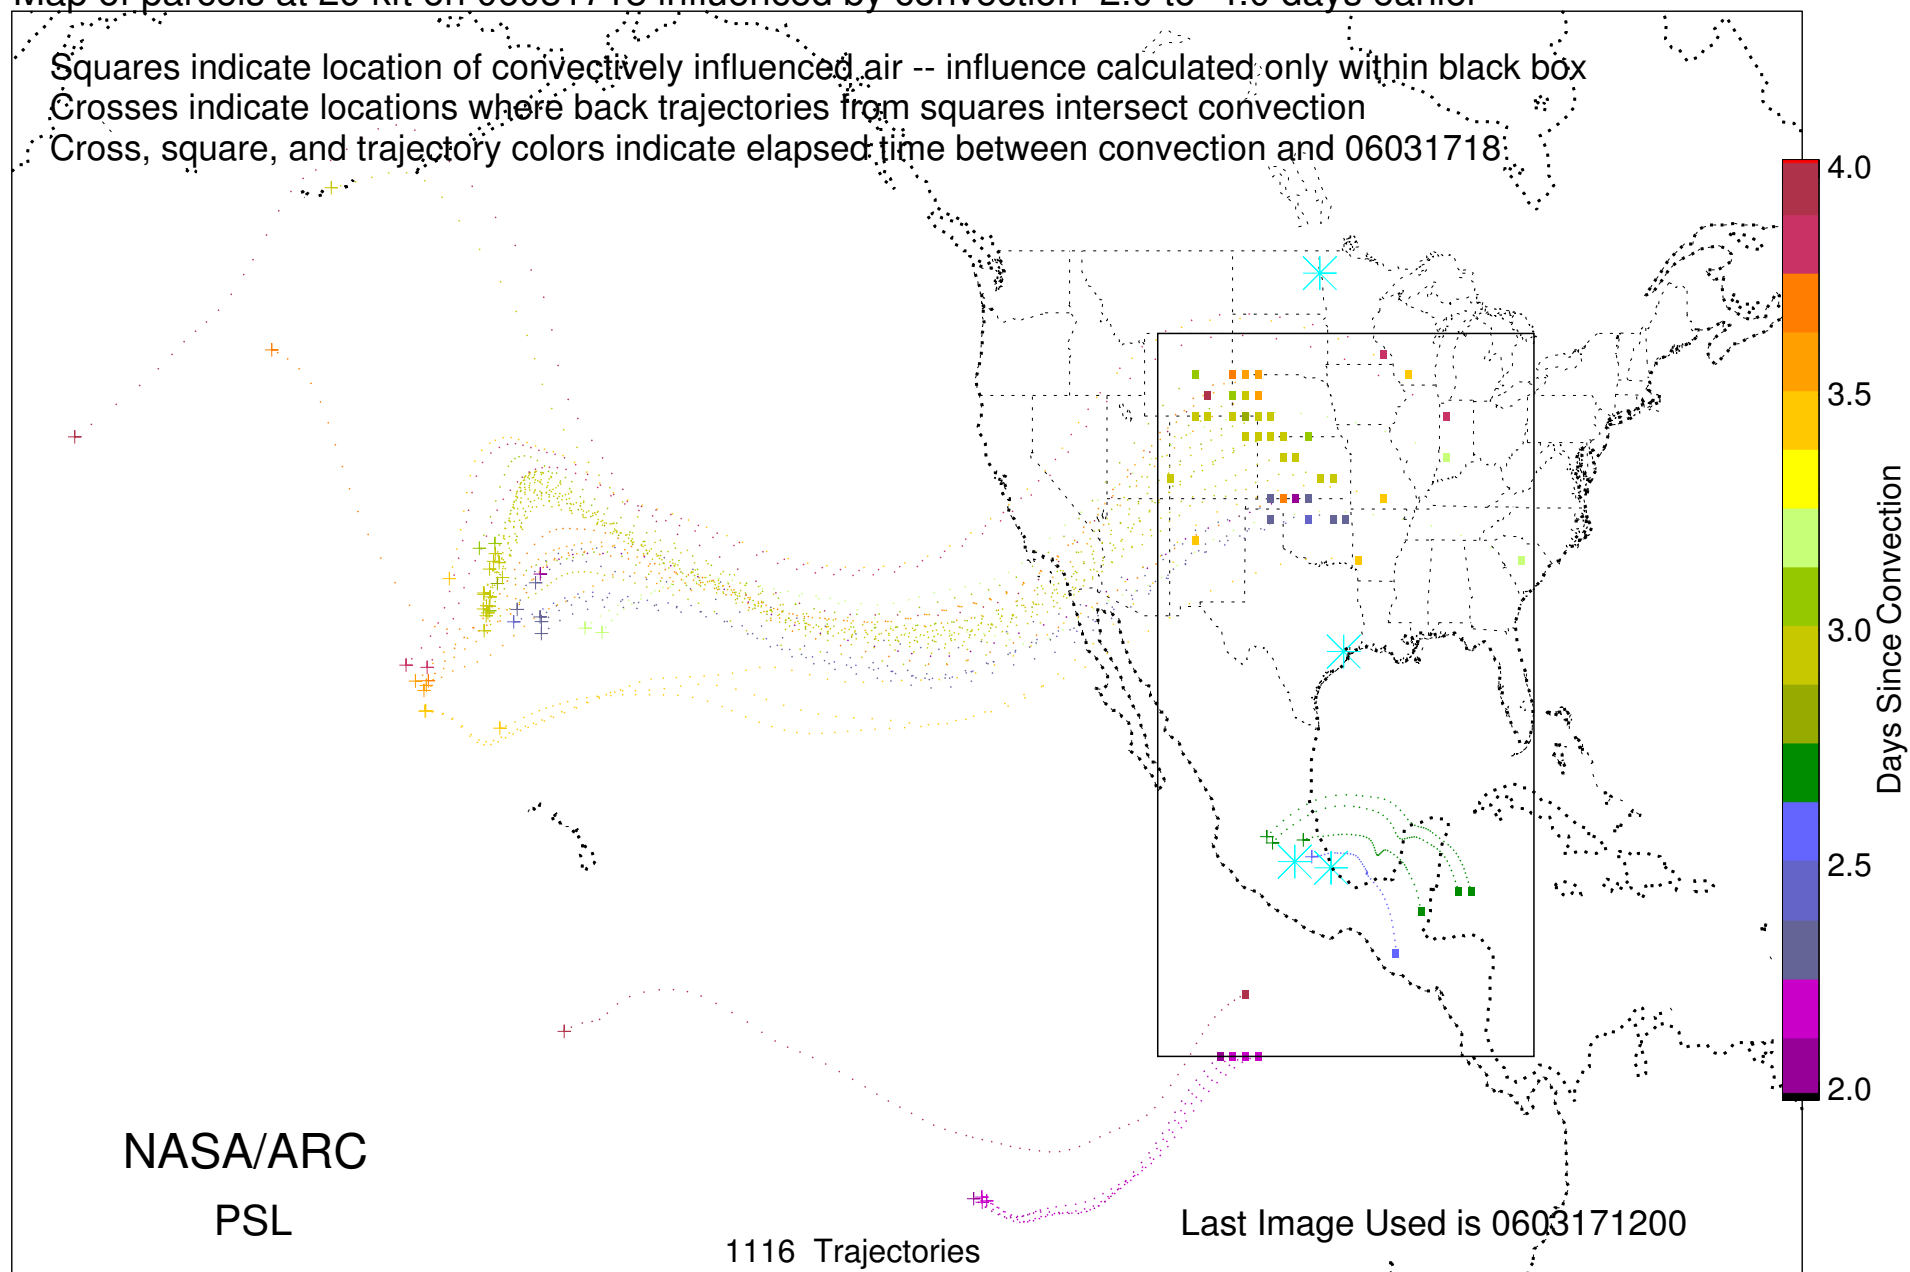 Squares indicate location of convectively influenced air -- influence calculated only within black box
Crosses indicate locations where back trajectories from squares intersect convection
Cross, square, and trajectory colors indicate elapsed time between convection and 06031718
4.0
3.5
3.0
2.5
2.0
Days Since Convection
NASA/ARC
PSL
1116 Trajectories
Last Image Used is 0603171200